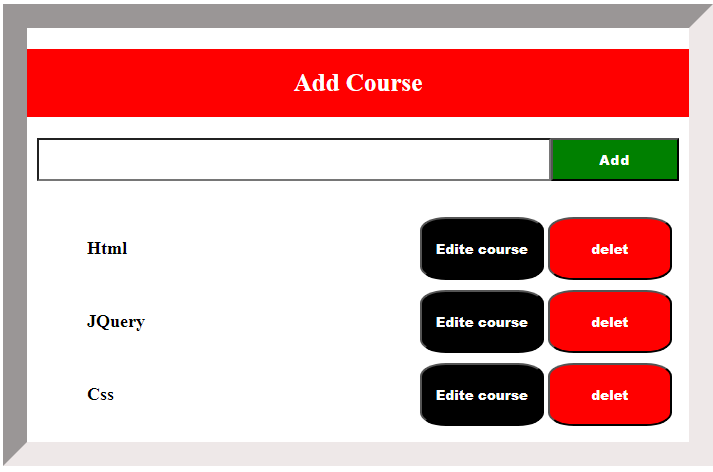 Add Course
Add
Html Edite course delet
JQuery Edite course delet
Css Edite course delet